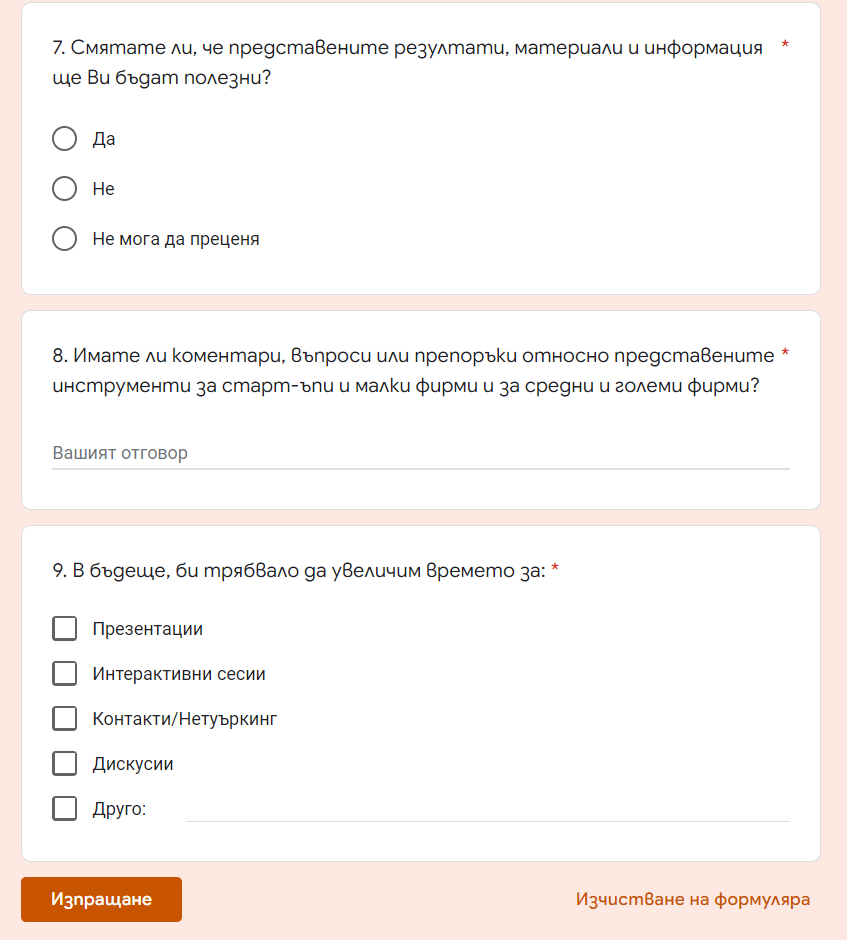 7. Смятате ли, че представените резултати, материали и информация *
ще Ви бъдат полезни?
Да
Не
Не мога да преценя
8. Имате ли коментари, въпроси или препоръки относно представените *
инструменти за старт-ъпи и малки фирми и за средни и големи фирми?
Вашият отговор
9. В бъдеще, би трябвало да увеличим времето за: *
Презентации
Интерактивни сесии
Контакти/Нетуъркинг
Дискусии
Друго:
Изпращане
Изчистване на формуляра